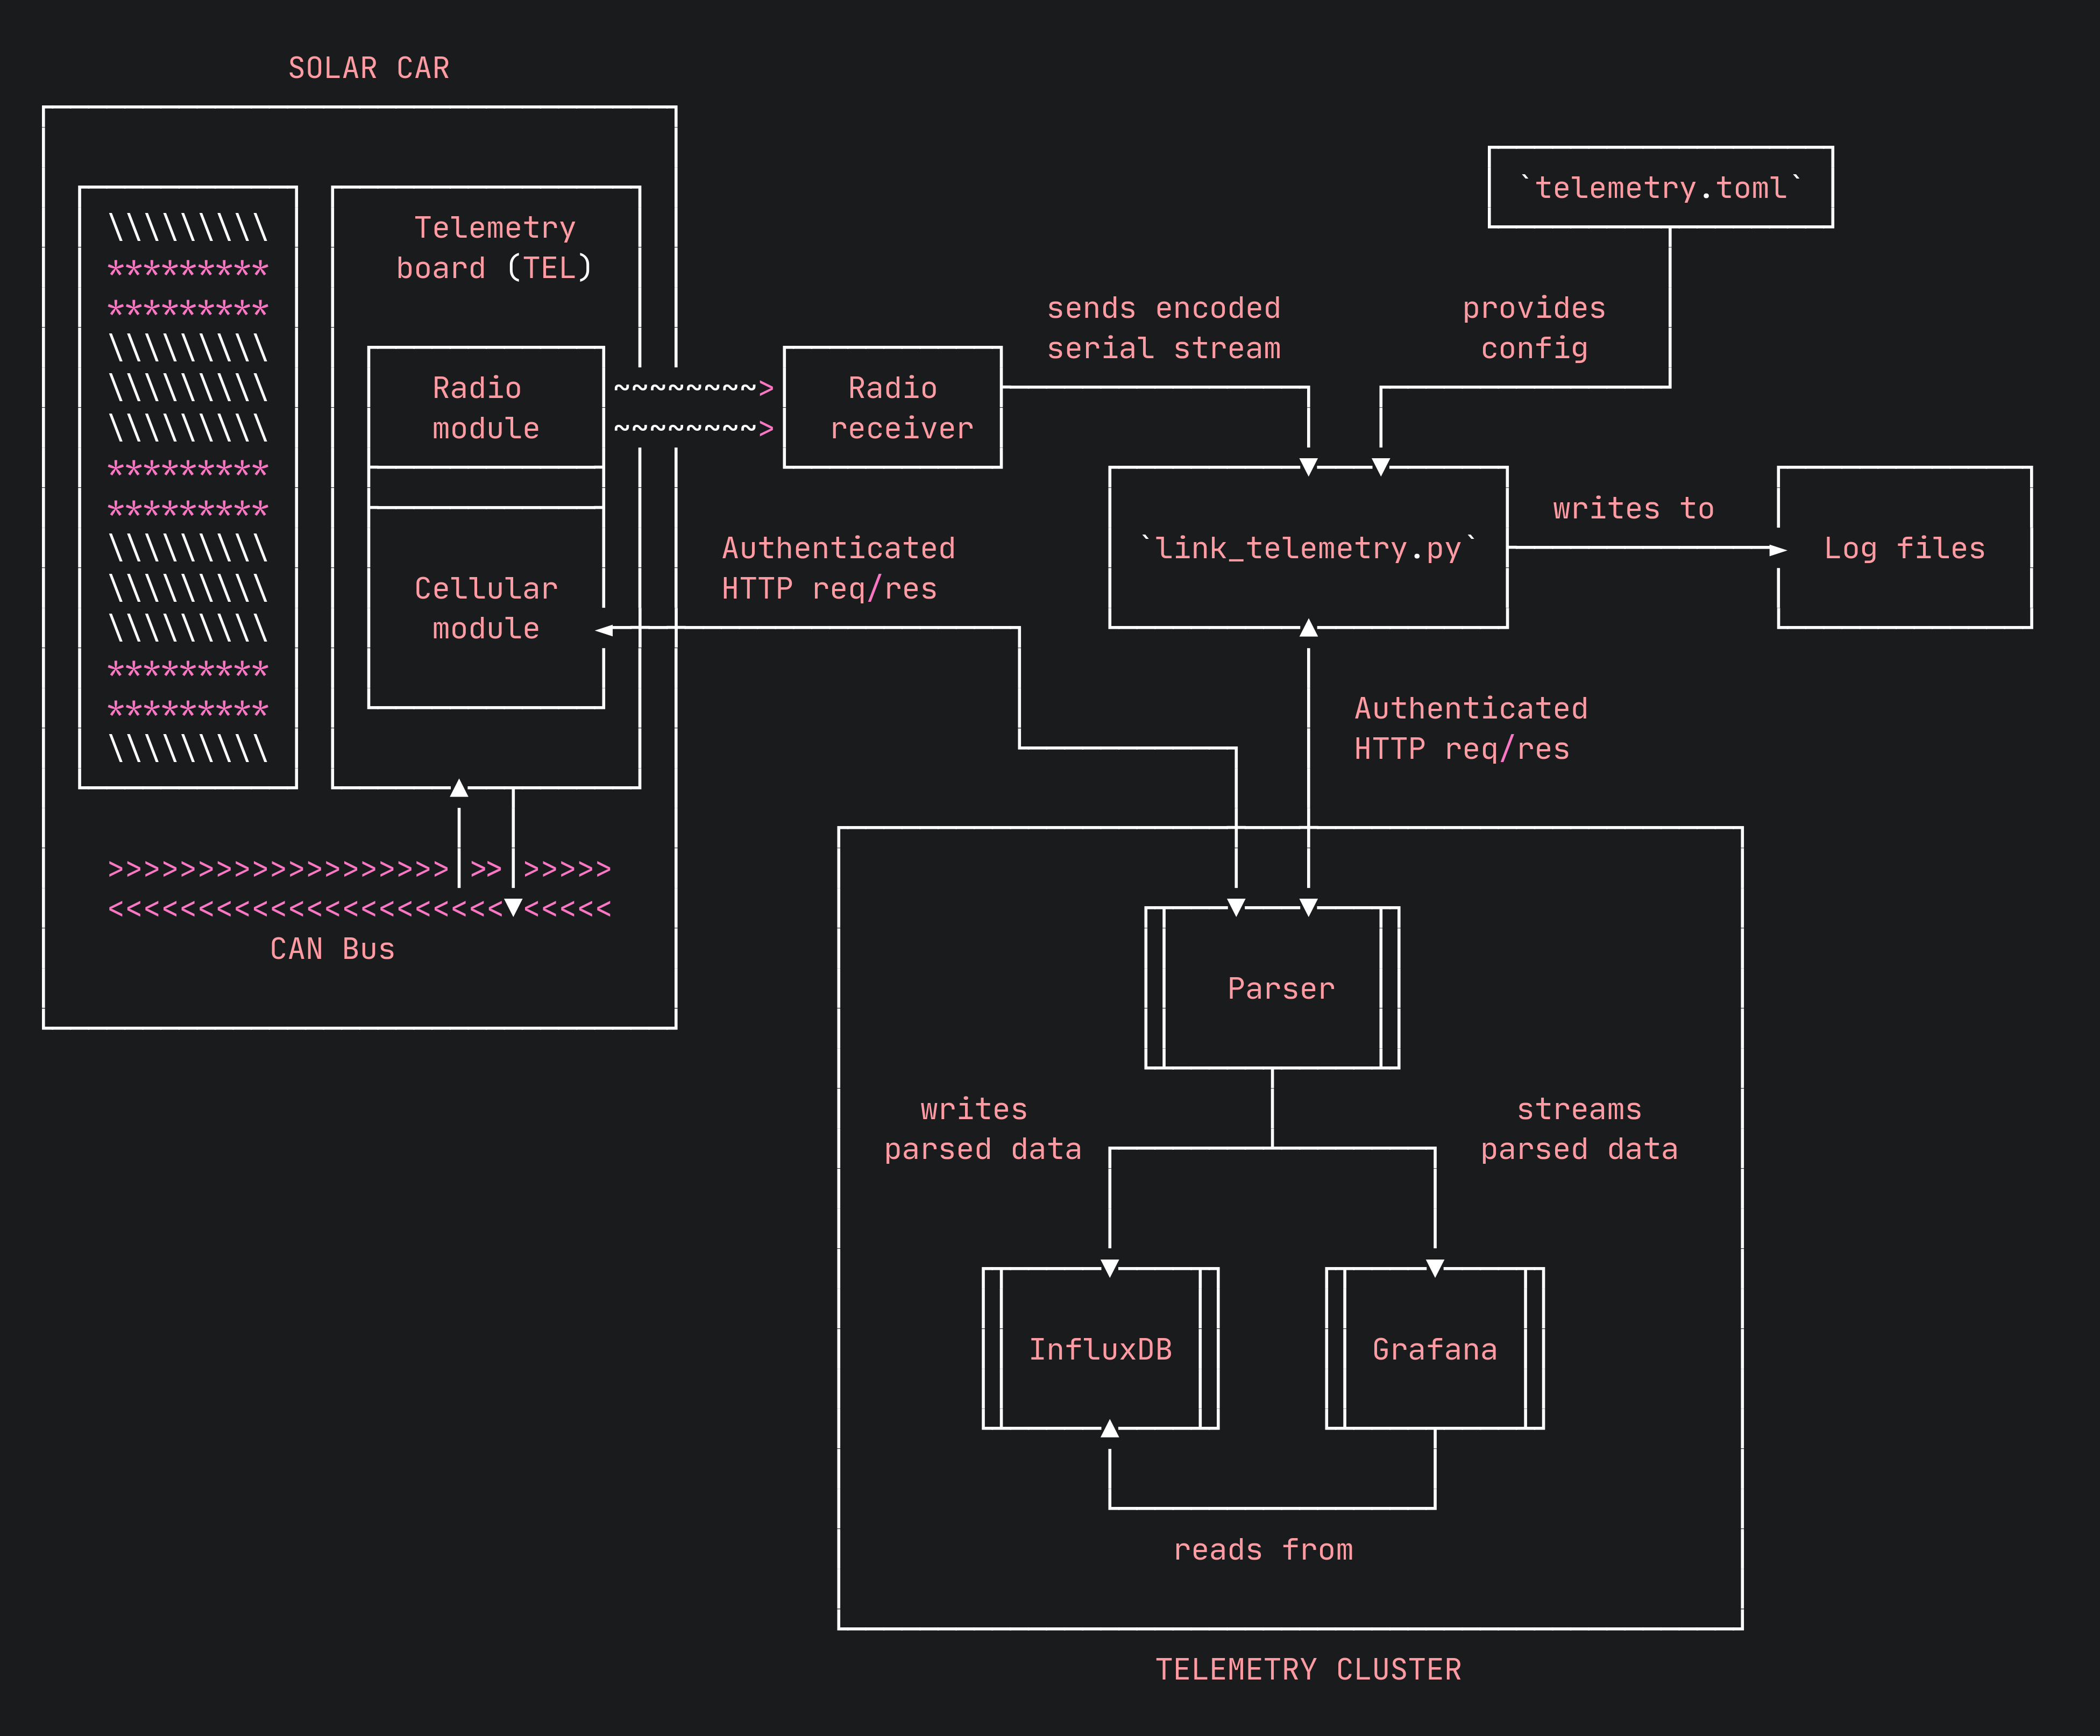 SOLAR CAR
\\\\\\\\\
*********
*********
\\\\\\\\\
\\\\\\\\\
\\\\\\\\\
*********
*********
\\\\\\\\\
\\\\\\\\\
\\\\\\\\\
*********
*********
\\\\\\\\\
Telemetry
board (TEL)
Radio
module
~~~~~~~~>
~~~~~~~~>
Cellular
module
>>>>>>>>>>>>>>>>>>> >> >>>>>
<<<<<<<<<<<<<<<<<<<<<< <<<<<
CAN Bus
Radio
receiver
sends encoded
serial stream
`telemetry.toml`
provides
config
`link_telemetry.py`
writes to
Log files
Authenticated
HTTP req/res
Authenticated
HTTP req/res
Parser
writes
parsed data
streams
parsed data
InfluxDB
Grafana
reads from
TELEMETRY CLUSTER